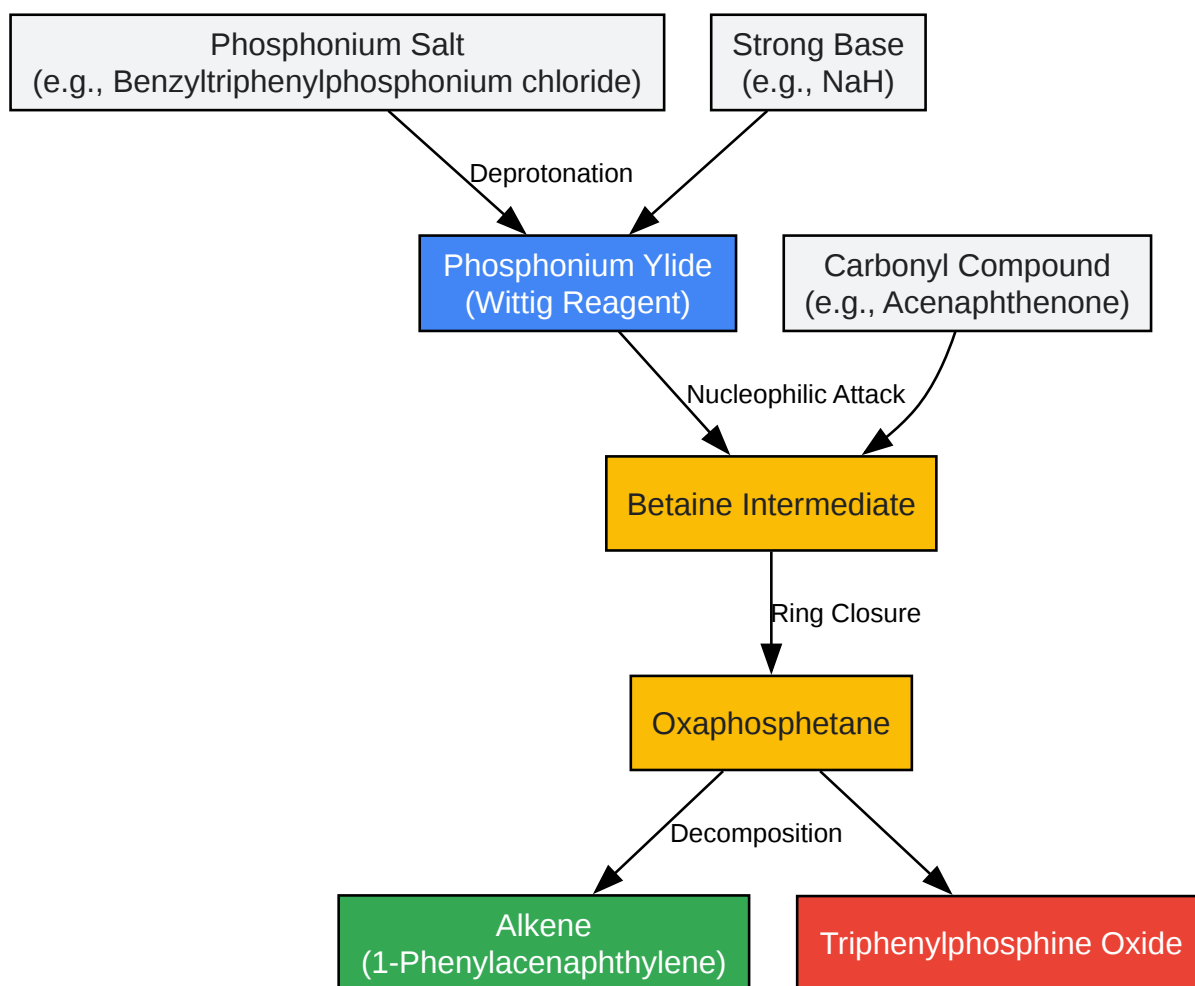 Phosphonium Salt
(e.g., Benzyltriphenylphosphonium chloride)
Strong Base
(e.g., NaH)
Deprotonation
Phosphonium Ylide
(Wittig Reagent)
Carbonyl Compound
(e.g., Acenaphthenone)
Nucleophilic Attack
Betaine Intermediate
Ring Closure
Oxaphosphetane
Decomposition
Alkene
(1-Phenylacenaphthylene)
Triphenylphosphine Oxide